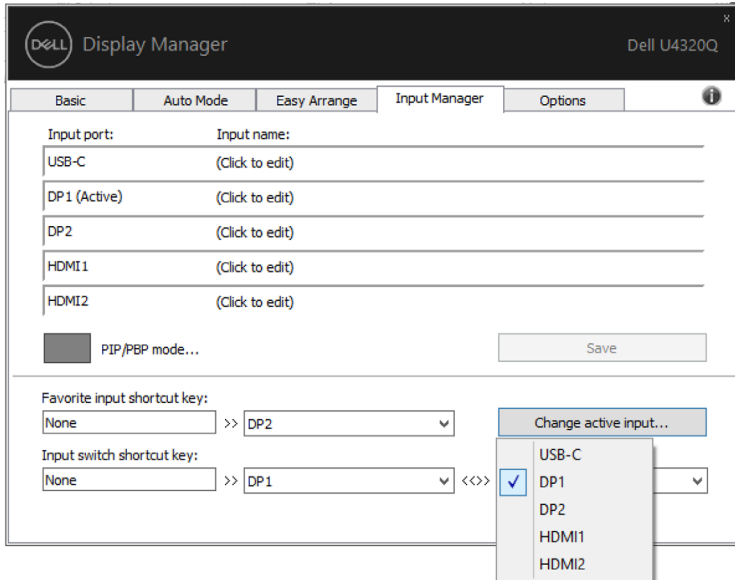 DELL Display Manager Dell U4320Q
Basic Auto Mode Easy Arrange Input Manager Options
Input port: Input name:
USB-C (Click to edit)
DP1 (Active) (Click to edit)
DP2 (Click to edit)
HDMI1 (Click to edit)
HDMI2 (Click to edit)
PIP/PBP mode... Save
Favorite input shortcut key:
None >> DP2 Change active input...
Input switch shortcut key:
None >> DP1 <<>>
USB-C
DP1
DP2
HDMI1
HDMI2